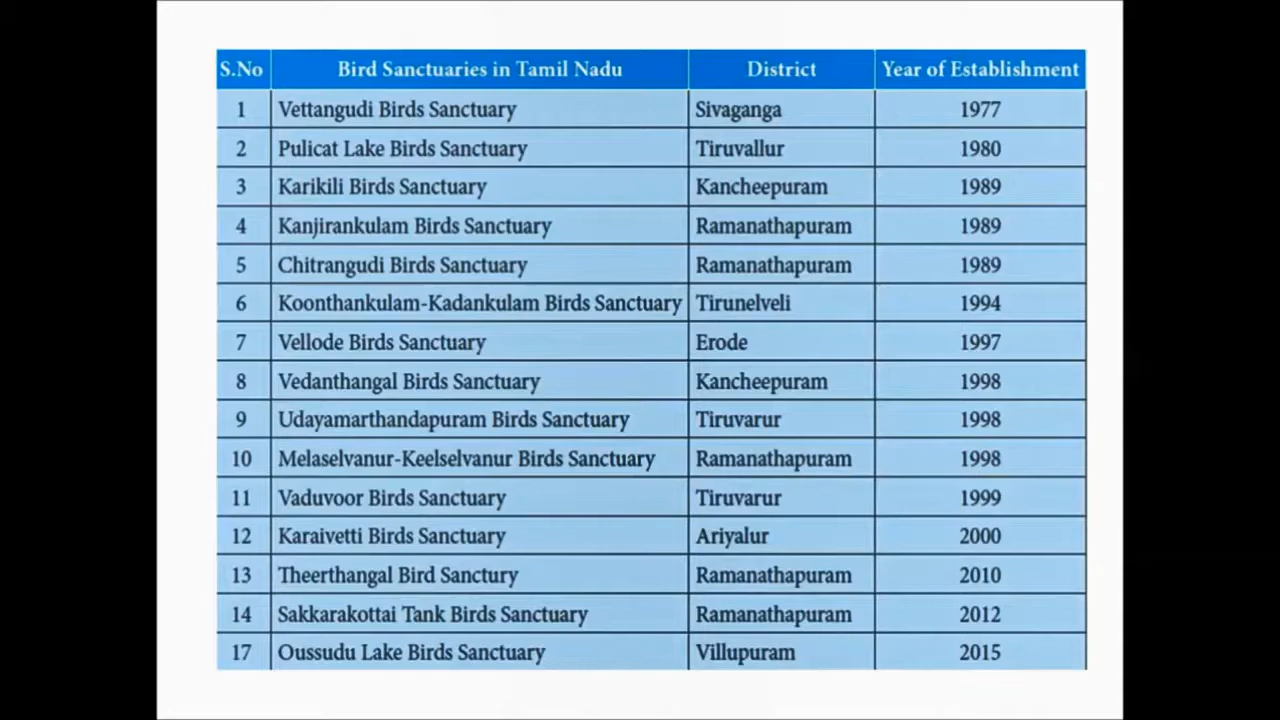 S.No Bird Sanctuaries in Tamil Nadu District Year of Establishment
1 Vettangudi Birds Sanctuary Sivaganga 1977
2 Pulicat Lake Birds Sanctuary Tiruvallur 1980
3 Karikili Birds Sanctuary Kancheepuram 1989
4 Kanjirankulam Birds Sanctuary Ramanathapuram 1989
5 Chitrangudi Birds Sanctuary Ramanathapuram 1989
6 Koonthankulam-Kadankulam Birds Sanctuary Tirunelveli 1994
7 Vellode Birds Sanctuary Erode 1997
8 Vedanthangal Birds Sanctuary Kancheepuram 1998
9 Udayamarthandapuram Birds Sanctuary Tiruvarur 1998
10 Melaselvanur-Keelselvanur Birds Sanctuary Ramanathapuram 1998
11 Vaduvoor Birds Sanctuary Tiruvarur 1999
12 Karaivetti Birds Sanctuary Ariyalur 2000
13 Theerthangal Bird Sanctury Ramanathapuram 2010
14 Sakkarakottai Tank Birds Sanctuary Ramanathapuram 2012
17 Oussudu Lake Birds Sanctuary Villupuram 2015